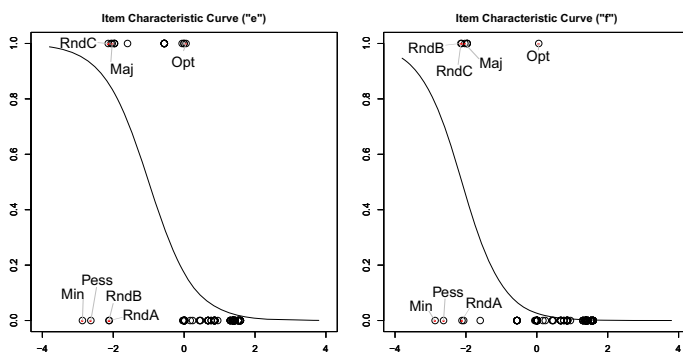 Item Characteristic Curve ("e")
1.0
0.8
0.6
0.4
0.2
0.0
RndC
Maj
Opt
Pess
Min
RndB
RndA
−4
−2
0
2
4
Item Characteristic Curve ("f")
1.0
0.8
0.6
0.4
0.2
0.0
RndB
RndC
Maj
Opt
Pess
Min
RndA
−4
−2
0
2
4